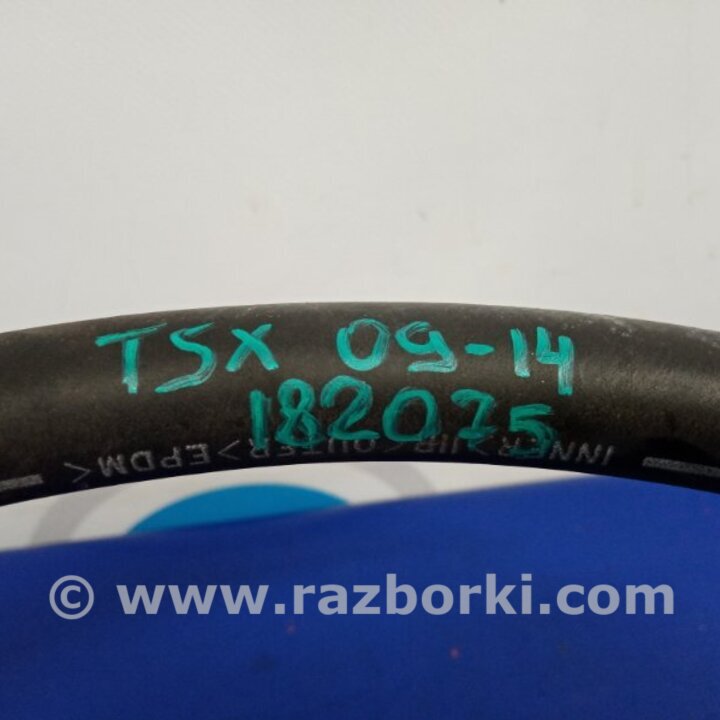 TSX 09-14
182075
INNER>IIR<OUTER>EPDM<
© www.razborki.com